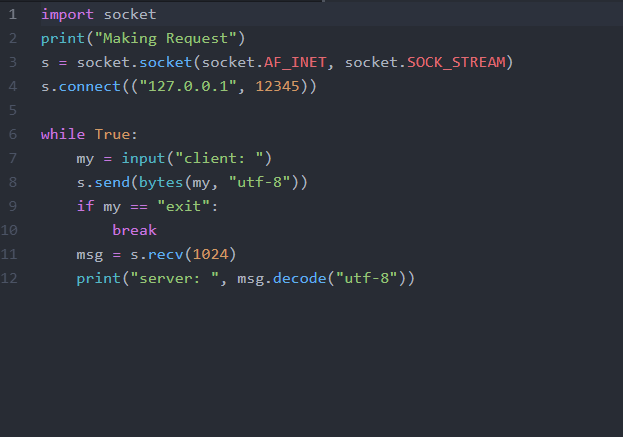 1 import socket
2 print("Making Request")
3 s = socket.socket(socket.AF_INET, socket.SOCK_STREAM)
4 s.connect(("127.0.0.1", 12345))
5
6 while True:
7     my = input("client: ")
8     s.send(bytes(my, "utf-8"))
9     if my == "exit":
10         break
11     msg = s.recv(1024)
12     print("server: ", msg.decode("utf-8"))